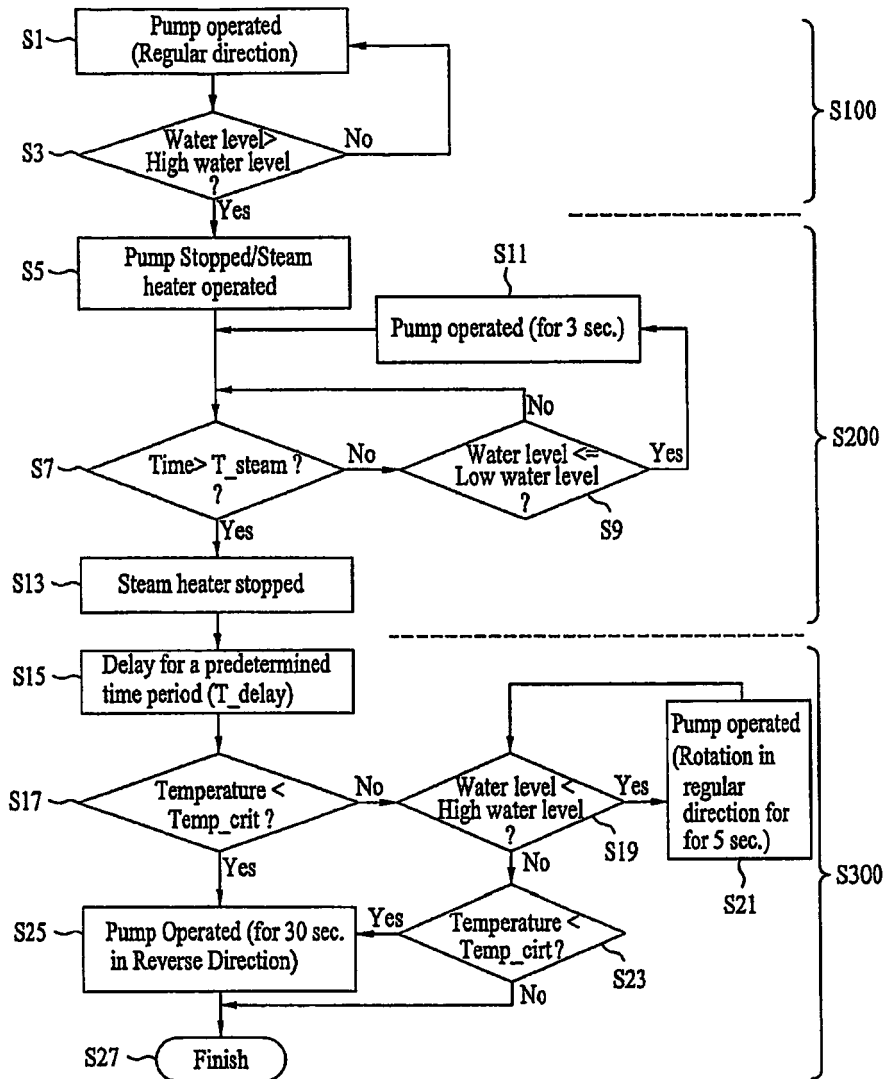 S1
Pump operated
(Regular direction)
S100
S3
Water level>
High water level
?
No
Yes
S5
Pump Stopped/Steam
heater operated
S11
Pump operated (for 3 sec.)
S200
S7
Time> T_steam ?
?
No
No
Water level <=
Low water level
?
Yes
S9
Yes
S13
Steam heater stopped
S15
Delay for a predetermined
time period (T_delay)
S17
Temperature <
Temp_crit ?
No
Water level <
High water level
?
Yes
S19
Pump operated
(Rotation in
regular
direction for
for 5 sec.)
S21
S300
Yes
No
S25
Pump Operated (for 30 sec.
in Reverse Direction)
Yes
Temperature <
Temp_cirt ?
S23
No
S27
Finish